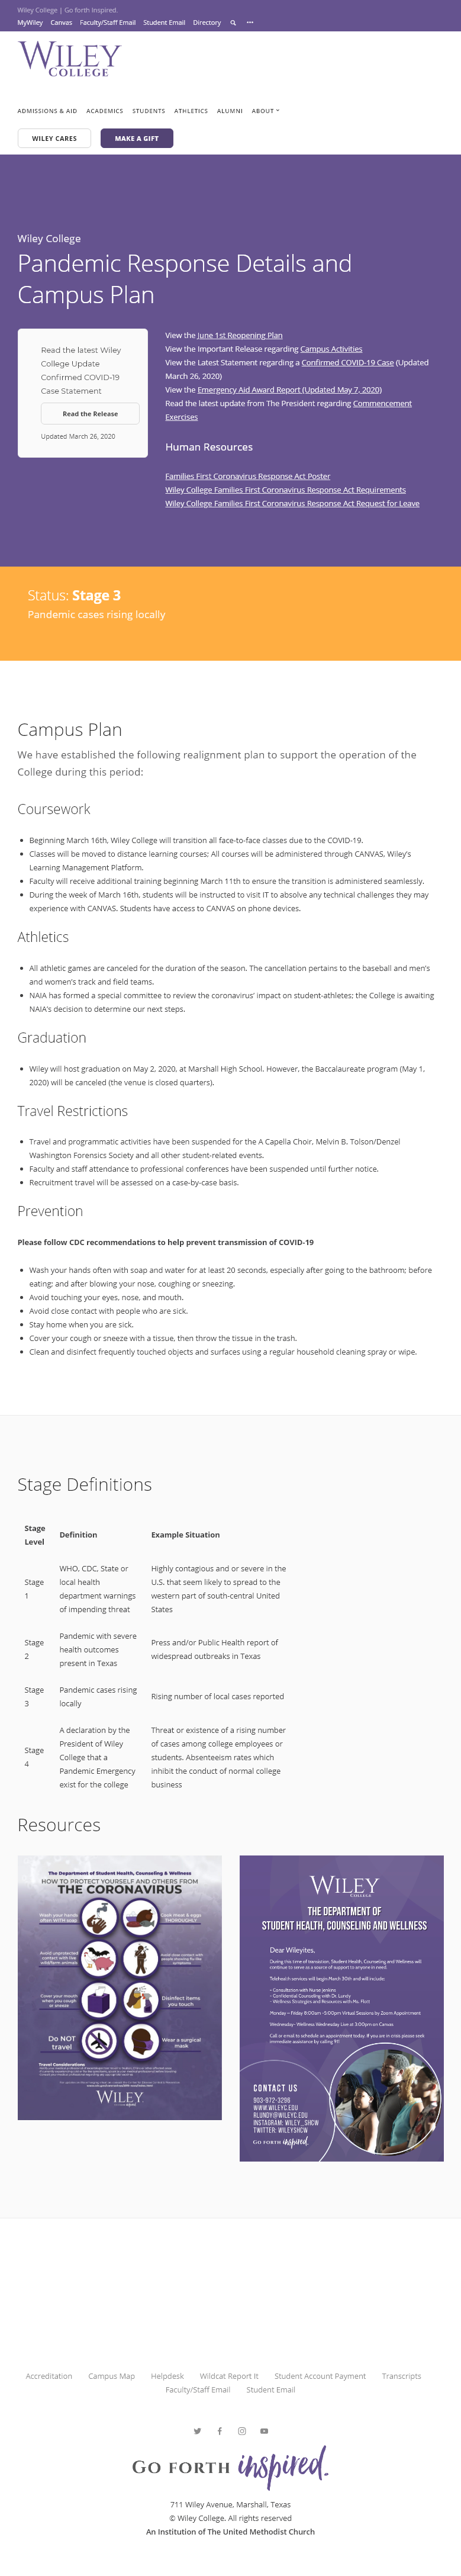 Wiley College | Go forth Inspired.
MyWiley Canvas Faculty/Staff Email Student Email Directory
WILEY
COLLEGE
ADMISSIONS & AID ACADEMICS STUDENTS ATHLETICS ALUMNI ABOUT
WILEY CARES MAKE A GIFT
Wiley College
Pandemic Response Details and
Campus Plan
Read the latest Wiley
College Update
Confirmed COVID-19
Case Statement
Read the Release
Updated March 26, 2020
View the June 1st Reopening Plan
View the Important Release regarding Campus Activities
View the Latest Statement regarding a Confirmed COVID-19 Case (Updated
March 26, 2020)
View the Emergency Aid Award Report (Updated May 7, 2020)
Read the latest update from The President regarding Commencement
Exercises
Human Resources
Families First Coronavirus Response Act Poster
Wiley College Families First Coronavirus Response Act Requirements
Wiley College Families First Coronavirus Response Act Request for Leave
Status: Stage 3
Pandemic cases rising locally
Campus Plan
We have established the following realignment plan to support the operation of the
College during this period:
Coursework
Beginning March 16th, Wiley College will transition all face-to-face classes due to the COVID-19.
Classes will be moved to distance learning courses; All courses will be administered through CANVAS, Wiley's
Learning Management Platform.
Faculty will receive additional training beginning March 11th to ensure the transition is administered seamlessly.
During the week of March 16th, students will be instructed to visit IT to absolve any technical challenges they may
experience with CANVAS. Students have access to CANVAS on phone devices.
Athletics
All athletic games are canceled for the duration of the season. The cancellation pertains to the baseball and men's
and women's track and field teams.
NAIA has formed a special committee to review the coronavirus' impact on student-athletes; the College is awaiting
NAIA's decision to determine our next steps.
Graduation
Wiley will host graduation on May 2, 2020, at Marshall High School. However, the Baccalaureate program (May 1,
2020) will be canceled (the venue is closed quarters).
Travel Restrictions
Travel and programmatic activities have been suspended for the A Capella Choir, Melvin B. Tolson/Denzel
Washington Forensics Society and all other student-related events.
Faculty and staff attendance to professional conferences have been suspended until further notice.
Recruitment travel will be assessed on a case-by-case basis.
Prevention
Please follow CDC recommendations to help prevent transmission of COVID-19
Wash your hands often with soap and water for at least 20 seconds, especially after going to the bathroom; before
eating; and after blowing your nose, coughing or sneezing.
Avoid touching your eyes, nose, and mouth.
Avoid close contact with people who are sick.
Stay home when you are sick.
Cover your cough or sneeze with a tissue, then throw the tissue in the trash.
Clean and disinfect frequently touched objects and surfaces using a regular household cleaning spray or wipe.
Stage Definitions
Stage
Level
Definition
Example Situation
Stage
1
WHO, CDC, State or
local health
department warnings
of impending threat
Highly contagious and or severe in the
U.S. that seem likely to spread to the
western part of south-central United
States
Stage
2
Pandemic with severe
health outcomes
present in Texas
Press and/or Public Health report of
widespread outbreaks in Texas
Stage
3
Pandemic cases rising
locally
Rising number of local cases reported
Stage
4
A declaration by the
President of Wiley
College that a
Pandemic Emergency
exist for the college
Threat or existence of a rising number
of cases among college employees or
students. Absenteeism rates which
inhibit the conduct of normal college
business
Resources
The Department of Student Health, Counseling & Wellness
HOW TO PROTECT YOURSELF AND OTHERS FROM
THE CORONAVIRUS
Wash your hands
often WITH soap
Cook meat & eggs
THOROUGHLY
Avoid unprotected
contact with live
wild/farm animals
Avoid close contact with
anyone showing flu like
symptoms
Cover your mouth
when you cough
or sneeze
Disinfect items
you touch
Do NOT
travel
Wear a surgical
mask
Travel Considerations:
WILEY
WILEY
COLLEGE
THE DEPARTMENT OF
STUDENT HEALTH, COUNSELING AND WELLNESS
Dear Wileyites,
During this time of transition, Student Health, Counseling and Wellness will
continue to serve as a source of support to anyone in need.
Telehealth services will begin March 30th and will include:
- Consultation with Nurse Jenkins
- Confidential Counseling with Dr. Lundy
- Wellness Strategies and Resources with Ms. Flott
Monday - Friday 8:00am -5:00pm Virtual Sessions by Zoom Appointment
Wednesday- Wellness Wednesday Live at 3:00pm on Canvas
Call or email to schedule an appointment today. If you are in crisis please seek
immediate assistance by calling 911
CONTACT US
903-972-3298
WWW.WILEYC.EDU
RLUNDY@WILEYC.EDU
INSTAGRAM: WILEY_SHCW
TWITTER: WILEYSHCW
GO FORTH inspired
Accreditation Campus Map Helpdesk Wildcat Report It Student Account Payment Transcripts
Faculty/Staff Email Student Email
GO FORTH inspired.
711 Wiley Avenue, Marshall, Texas
© Wiley College. All rights reserved
An Institution of The United Methodist Church